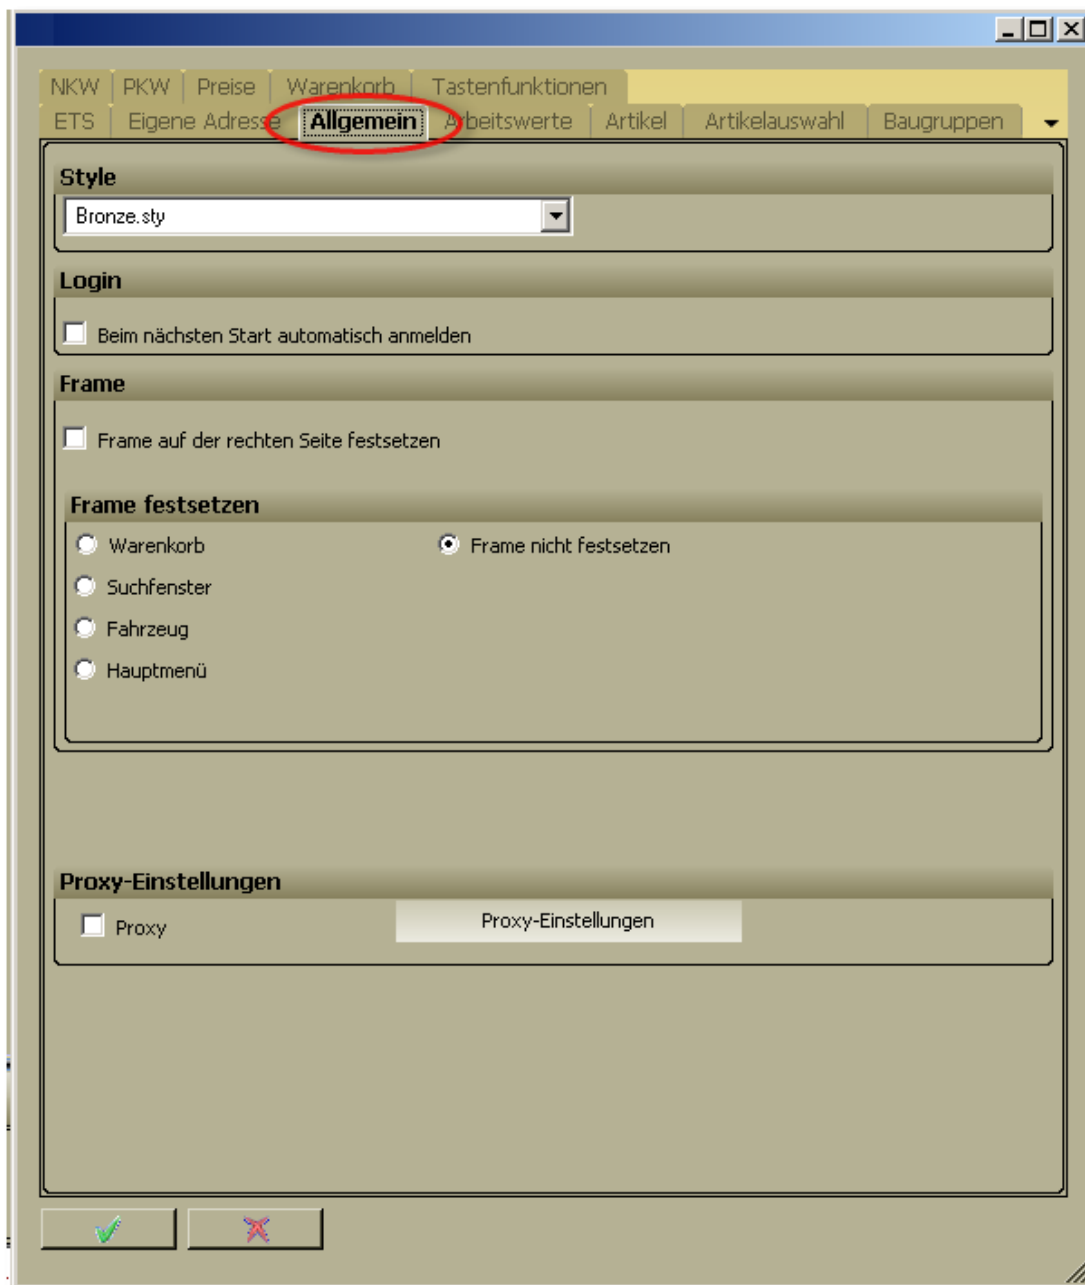 NKW PKW Preise Warenkorb Tastenfunktionen
ETS Eigene Adresse Allgemein Arbeitswerte Artikel Artikelauswahl Baugruppen
Style
Bronze.sty
Login
Beim nächsten Start automatisch anmelden
Frame
Frame auf der rechten Seite festsetzen
Frame festsetzen
Warenkorb Frame nicht festsetzen
Suchfenster
Fahrzeug
Hauptmenü
Proxy-Einstellungen
Proxy Proxy-Einstellungen